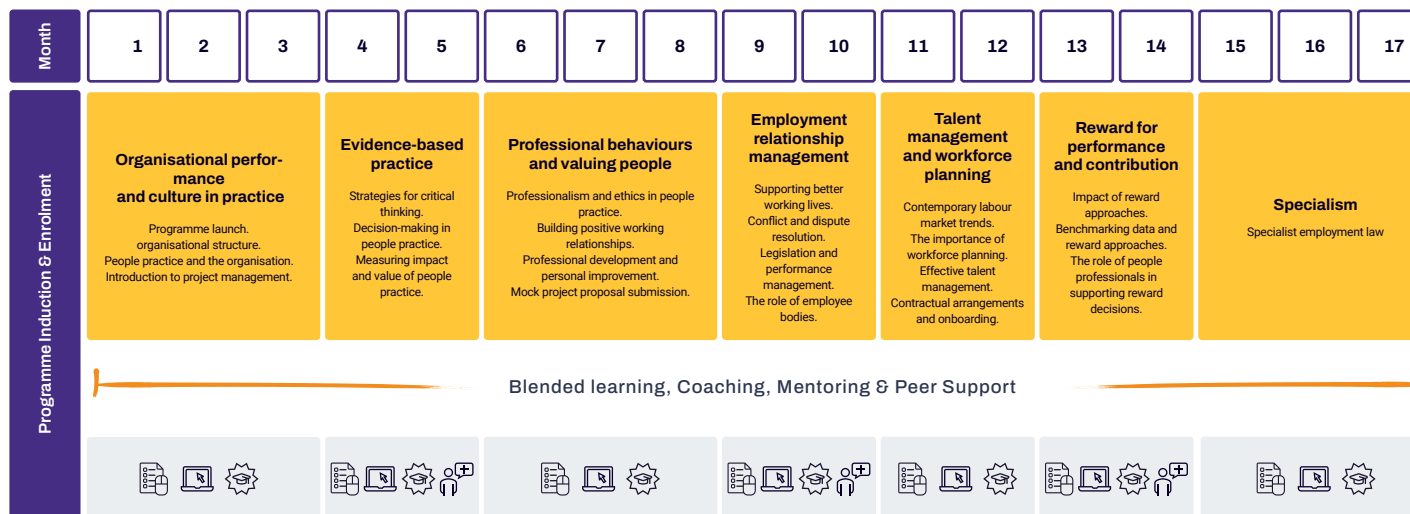 Month
1 2 3 4 5 6 7 8 9 10 11 12 13 14 15 16 17
Programme Induction & Enrolment
Organisational perfor-
mance
and culture in practice
Programme launch.
organisational structure.
People practice and the organisation.
Introduction to project management.
Evidence-based
practice
Strategies for critical
thinking.
Decision-making in
people practice.
Measuring impact
and value of people
practice.
Professional behaviours
and valuing people
Professionalism and ethics in people
practice.
Building positive working
relationships.
Professional development and
personal improvement.
Mock project proposal submission.
Employment
relationship
management
Supporting better
working lives.
Conflict and dispute
resolution.
Legislation and
performance
management.
The role of employee
bodies.
Talent
management
and workforce
planning
Contemporary labour
market trends.
The importance of
workforce planning.
Effective talent
management.
Contractual arrangements
and onboarding.
Reward for
performance
and contribution
Impact of reward
approaches.
Benchmarking data and
reward approaches.
The role of people
professionals in
supporting reward
decisions.
Specialism
Specialist employment law
Blended learning, Coaching, Mentoring & Peer Support